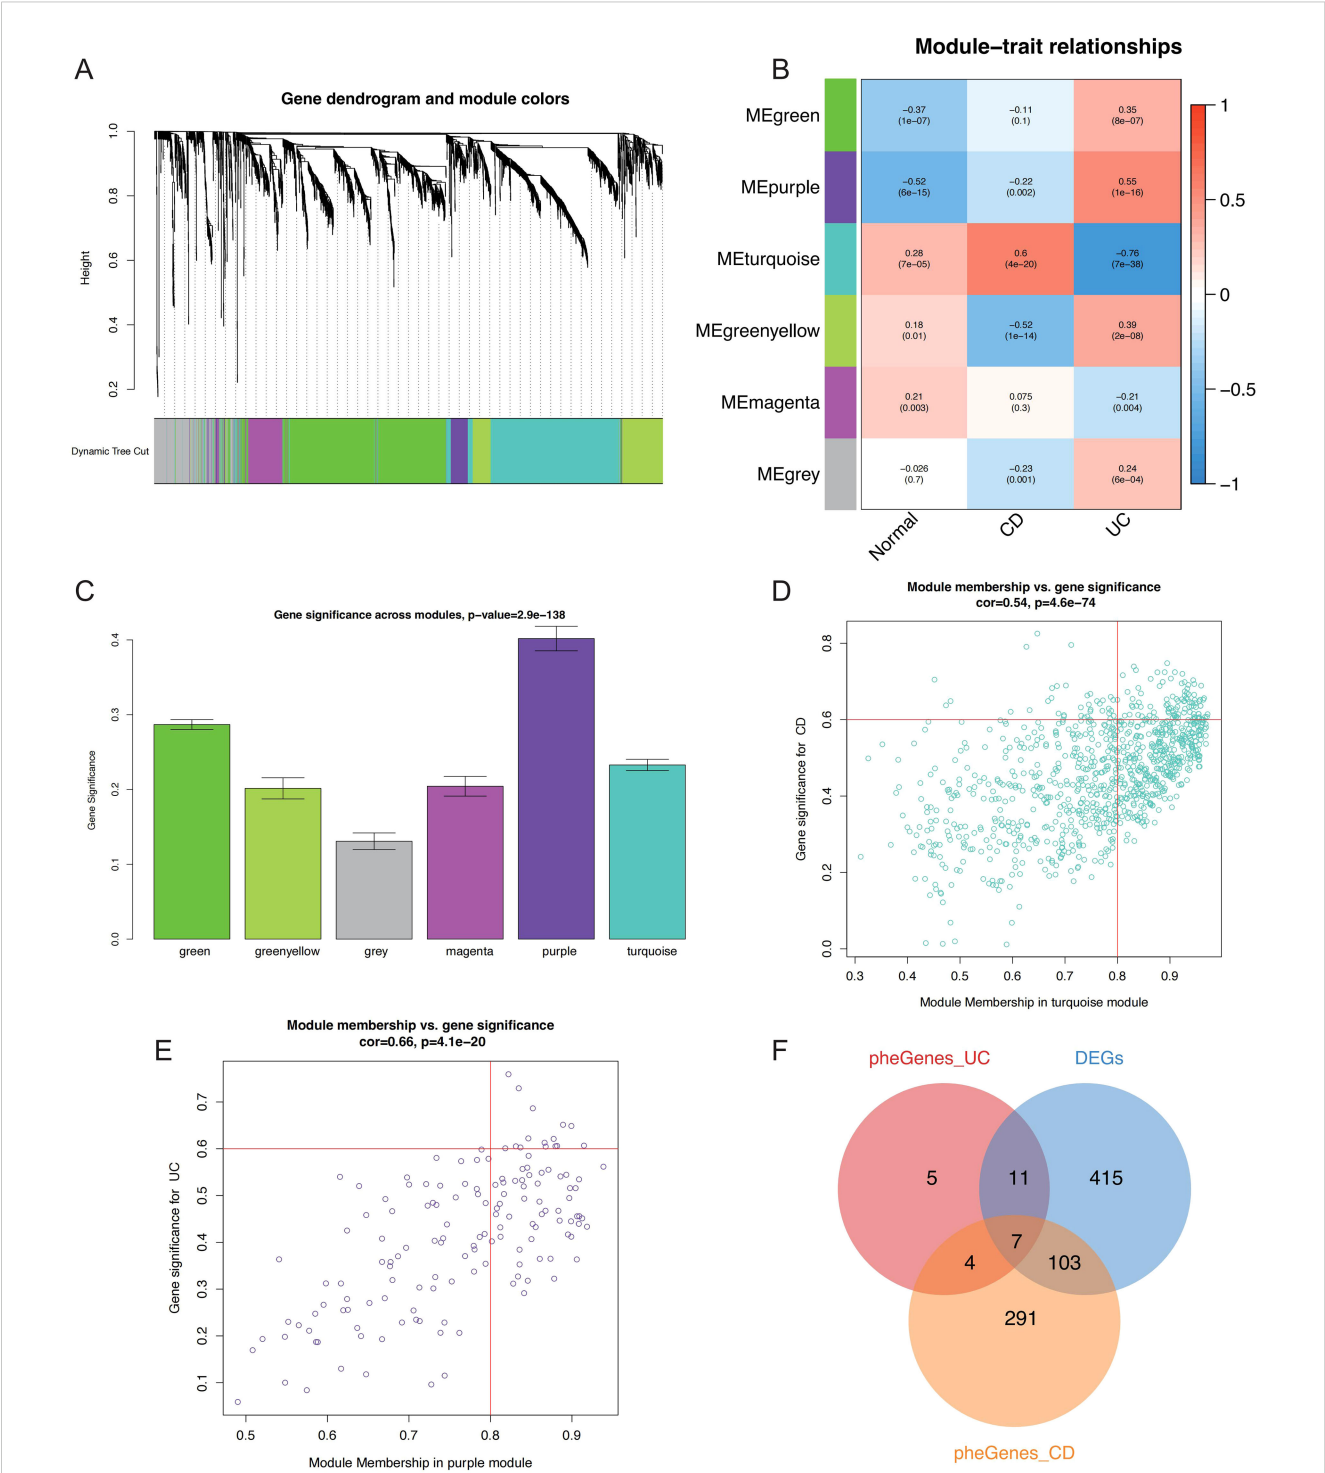 A
Gene dendrogram and module colors
Height
1.0
0.8
0.6
0.4
0.2
Dynamic Tree Cut
B
Module–trait relationships
MEgreen
−0.37
(1e−07)
−0.11
(0.1)
0.35
(8e−07)
MEpurple
−0.52
(6e−15)
−0.22
(0.002)
0.55
(1e−16)
MEturquoise
0.28
(7e−05)
0.6
(4e−20)
−0.76
(7e−38)
MEgreenyellow
0.18
(0.01)
−0.52
(1e−14)
0.39
(2e−08)
MEmagenta
0.21
(0.003)
0.075
(0.3)
−0.21
(0.004)
MEgrey
−0.026
(0.7)
−0.23
(0.001)
0.24
(6e−04)
Normal
CD
UC
1
0.5
0
−0.5
−1
C
Gene significance across modules, p−value=2.9e−138
Gene Significance
0.4
0.3
0.2
0.1
0.0
green
greenyellow
grey
magenta
purple
turquoise
D
Module membership vs. gene significance
cor=0.54, p=4.6e−74
Gene significance for CD
0.8
0.6
0.4
0.2
0.0
0.3
0.4
0.5
0.6
0.7
0.8
0.9
Module Membership in turquoise module
E
Module membership vs. gene significance
cor=0.66, p=4.1e−20
Gene significance for UC
0.7
0.6
0.5
0.4
0.3
0.2
0.1
0.5
0.6
0.7
0.8
0.9
Module Membership in purple module
F
pheGenes_UC
DEGs
5
11
415
7
4
103
291
pheGenes_CD